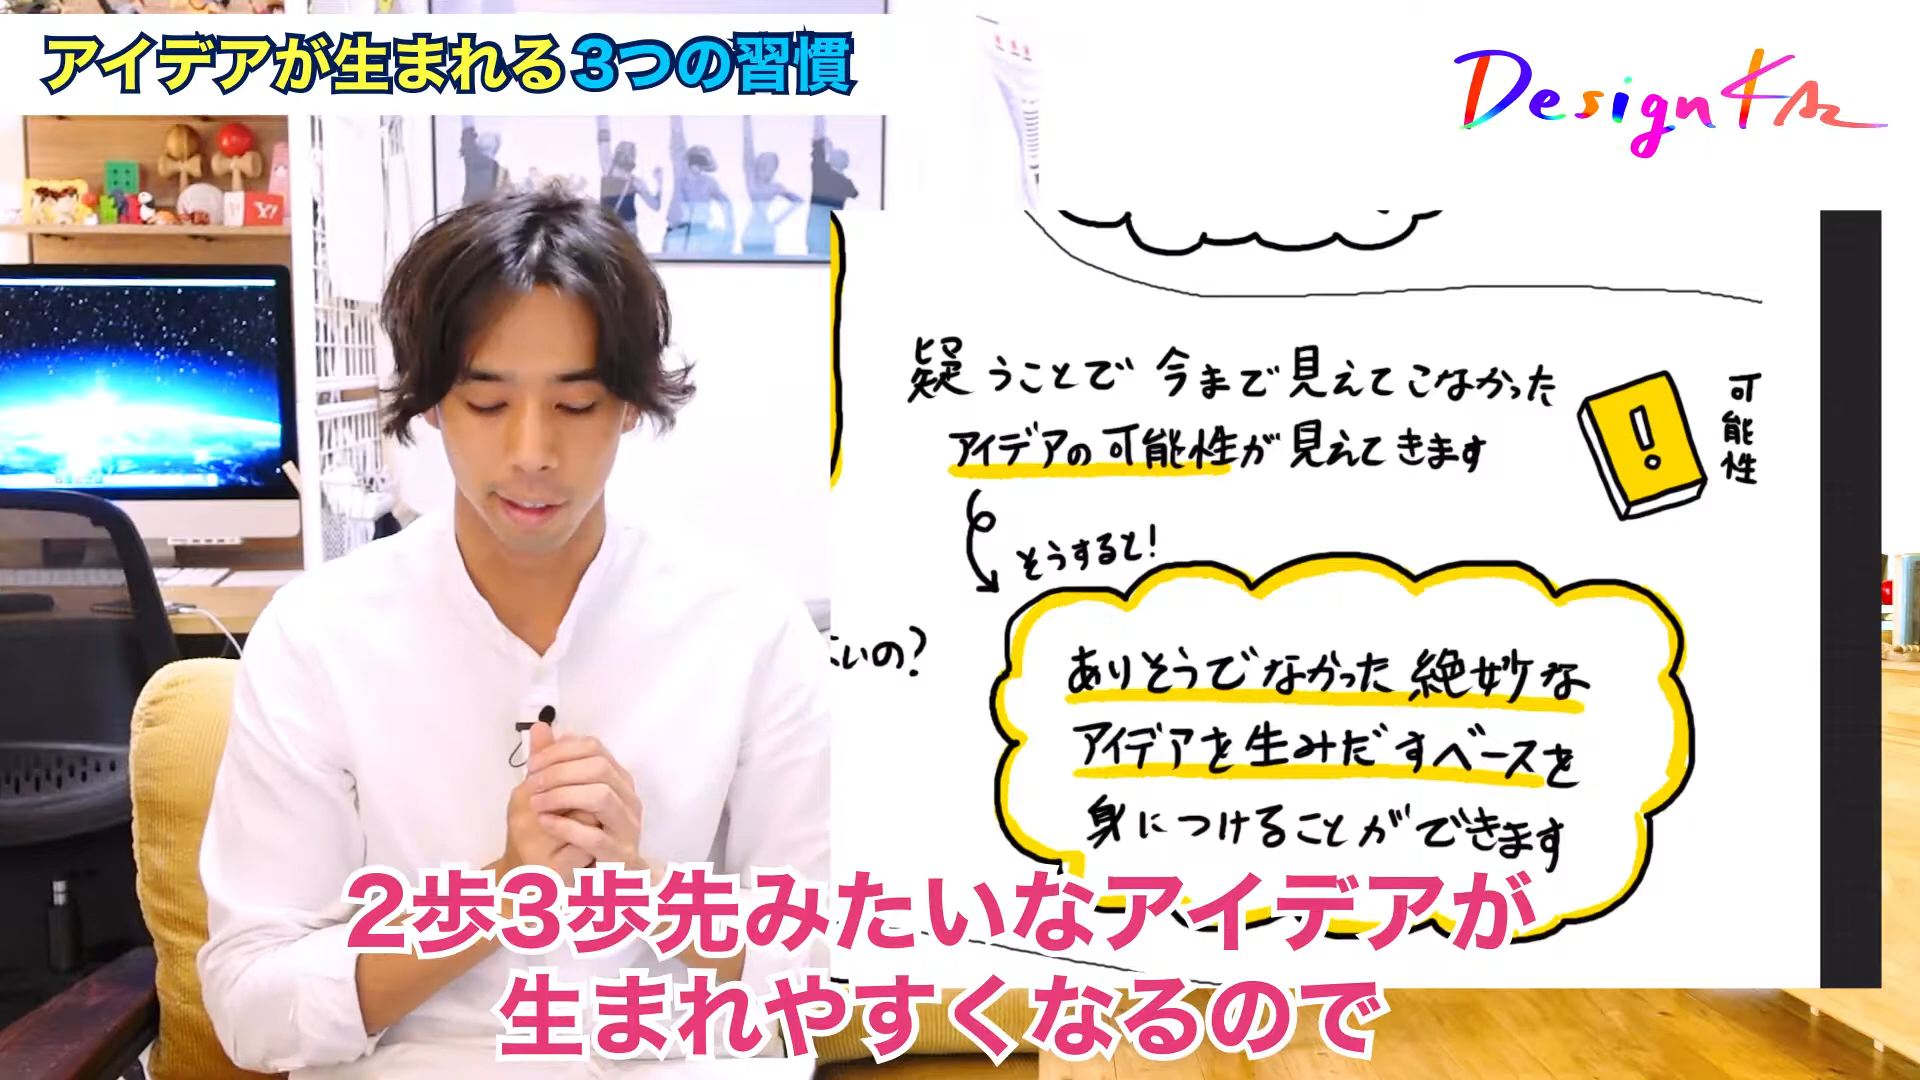 アイデアが生まれる3つの習慣
DesignKAz
Y!
疑うことで今まで見えてこなかった
アイデアの可能性が見えてきます
可能性
そうすると!
いの?
ありそうでなかった絶妙な
アイデアを生みだすベースを
身につけることができます
2歩3歩先みたいなアイデアが
生まれやすくなるので